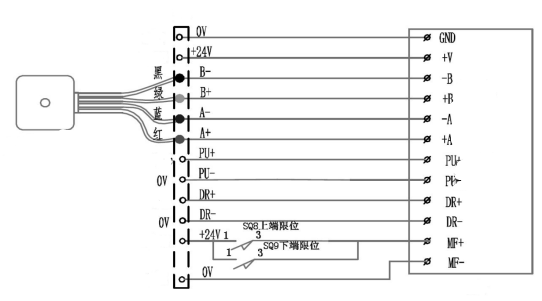 0V GND
+24V +V
黑 B- -B
绿 B+ +B
蓝 A- -A
红 A+ +A
PU+ PU+
0V PU- PU-
DR+ DR+
0V DR- DR-
SQ8上端限位
+24V 1 3 MF+
SQ9下端限位
1 3
0V MF-